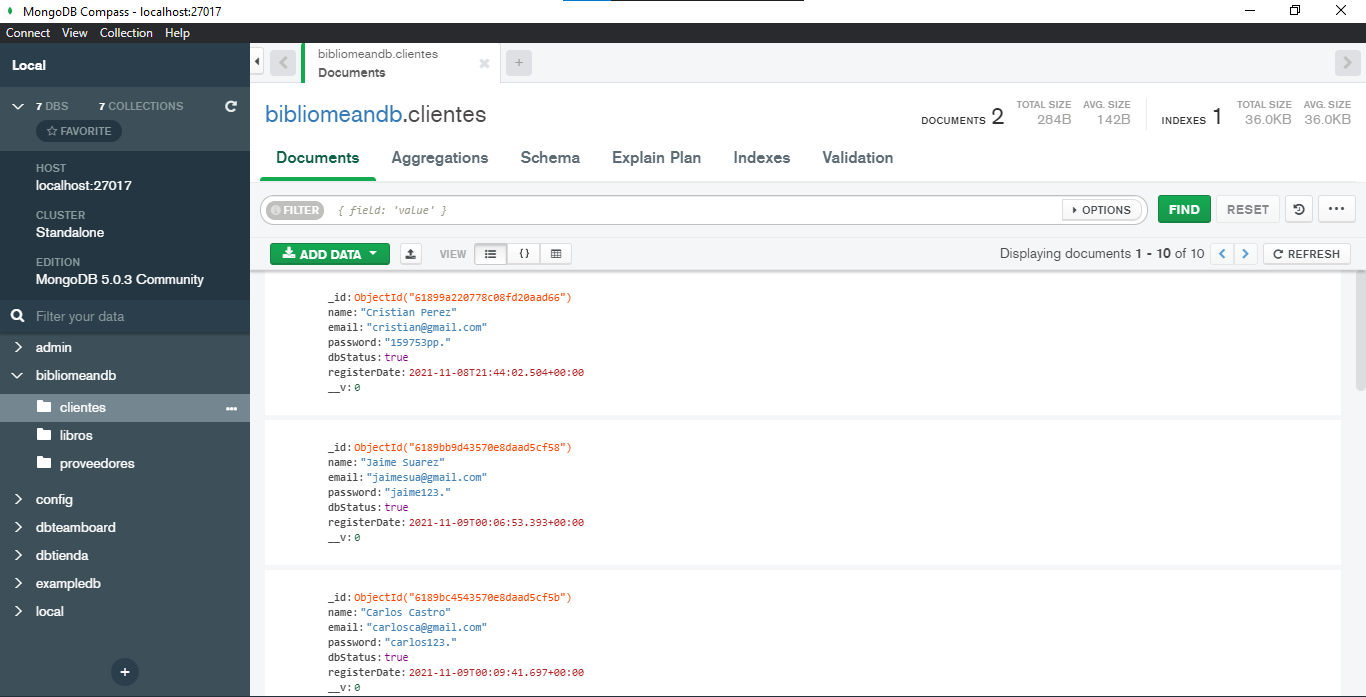 MongoDB Compass - localhost:27017
Connect View Collection Help
Local
7 DBS 7 COLLECTIONS
FAVORITE
HOST
localhost:27017
CLUSTER
Standalone
EDITION
MongoDB 5.0.3 Community
Filter your data
admin
bibliomeandb
clientes
libros
proveedores
config
dbteamboard
dbtienda
exampledb
local
+
bibliomeandb.clientes
Documents
+
bibliomeandb.clientes
DOCUMENTS 2 TOTAL SIZE 284B AVG. SIZE 142B INDEXES 1 TOTAL SIZE 36.0KB AVG. SIZE 36.0KB
Documents Aggregations Schema Explain Plan Indexes Validation
FILTER { field: 'value' } OPTIONS FIND RESET
ADD DATA VIEW {} Displaying documents 1 - 10 of 10 REFRESH
_id: ObjectId("61899a220778c08fd20aad66")
name: "Cristian Perez"
email: "cristian@gmail.com"
password: "159753pp."
dbStatus: true
registerDate: 2021-11-08T21:44:02.504+00:00
__v: 0
_id: ObjectId("6189bb9d43570e8daad5cf58")
name: "Jaime Suarez"
email: "jaimesua@gmail.com"
password: "jaime123."
dbStatus: true
registerDate: 2021-11-09T00:06:53.393+00:00
__v: 0
_id: ObjectId("6189bc4543570e8daad5cf5b")
name: "Carlos Castro"
email: "carlosca@gmail.com"
password: "carlos123."
dbStatus: true
registerDate: 2021-11-09T00:09:41.697+00:00
__v: 0